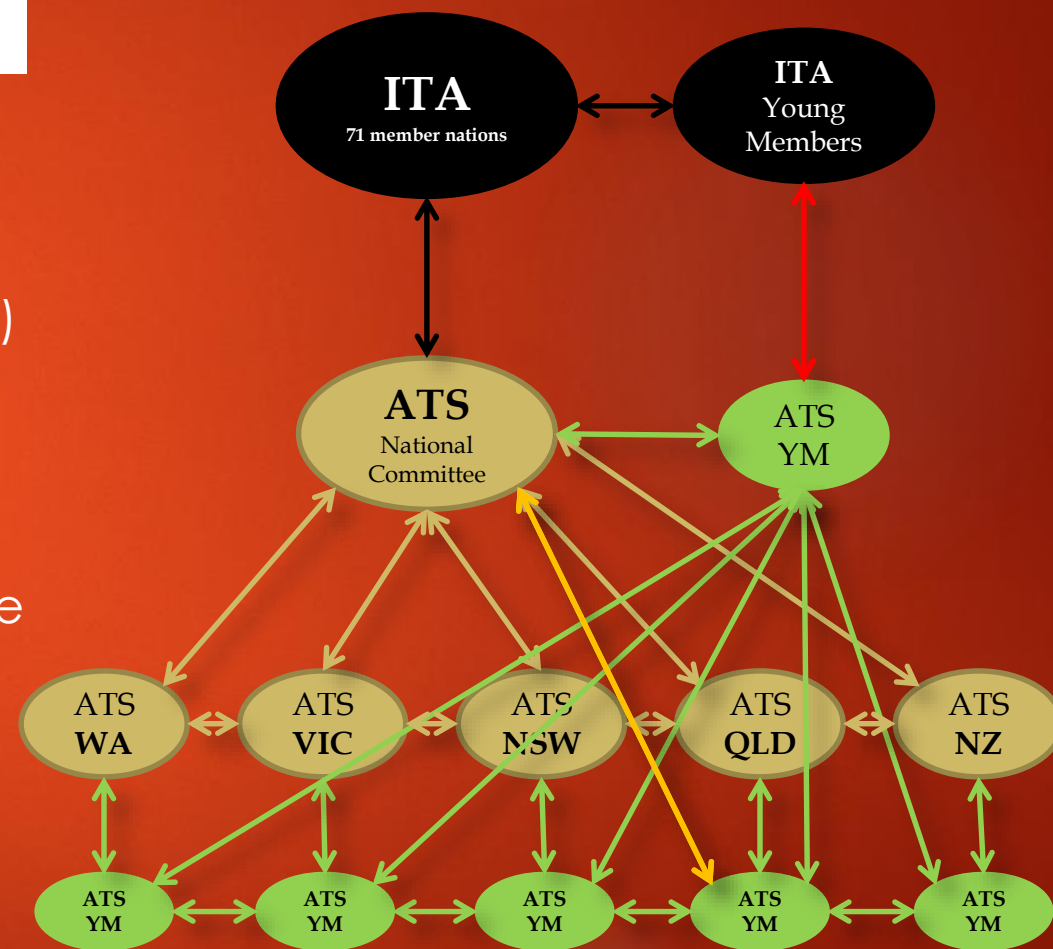 ITA
71 member nations
ITA
Young
Members
)
ATS
National
Committee
ATS
YM
e
ATS
WA
ATS
VIC
ATS
NSW
ATS
QLD
ATS
NZ
ATS
YM
ATS
YM
ATS
YM
ATS
YM
ATS
YM